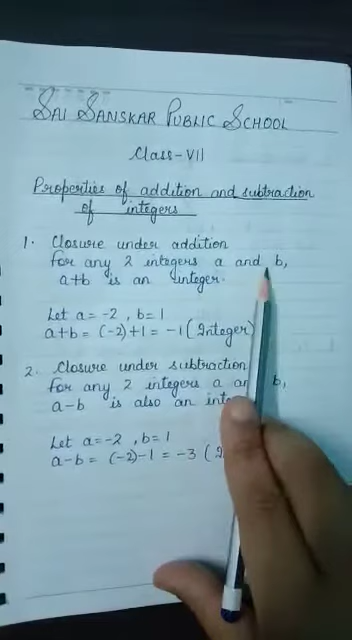 SAI SANSKAR PUBLIC SCHOOL
Class-VII
Properties of addition and subtraction
of integers
1. Closure under addition
For any 2 integers a and b,
a+b is an integer.
Let a = -2, b = 1
a+b = (-2)+1 = -1 (Integer)
2. Closure under subtraction
For any 2 integers a an b,
a-b is also an inte
Let a = -2, b = 1
a-b = (-2)-1 = -3 (